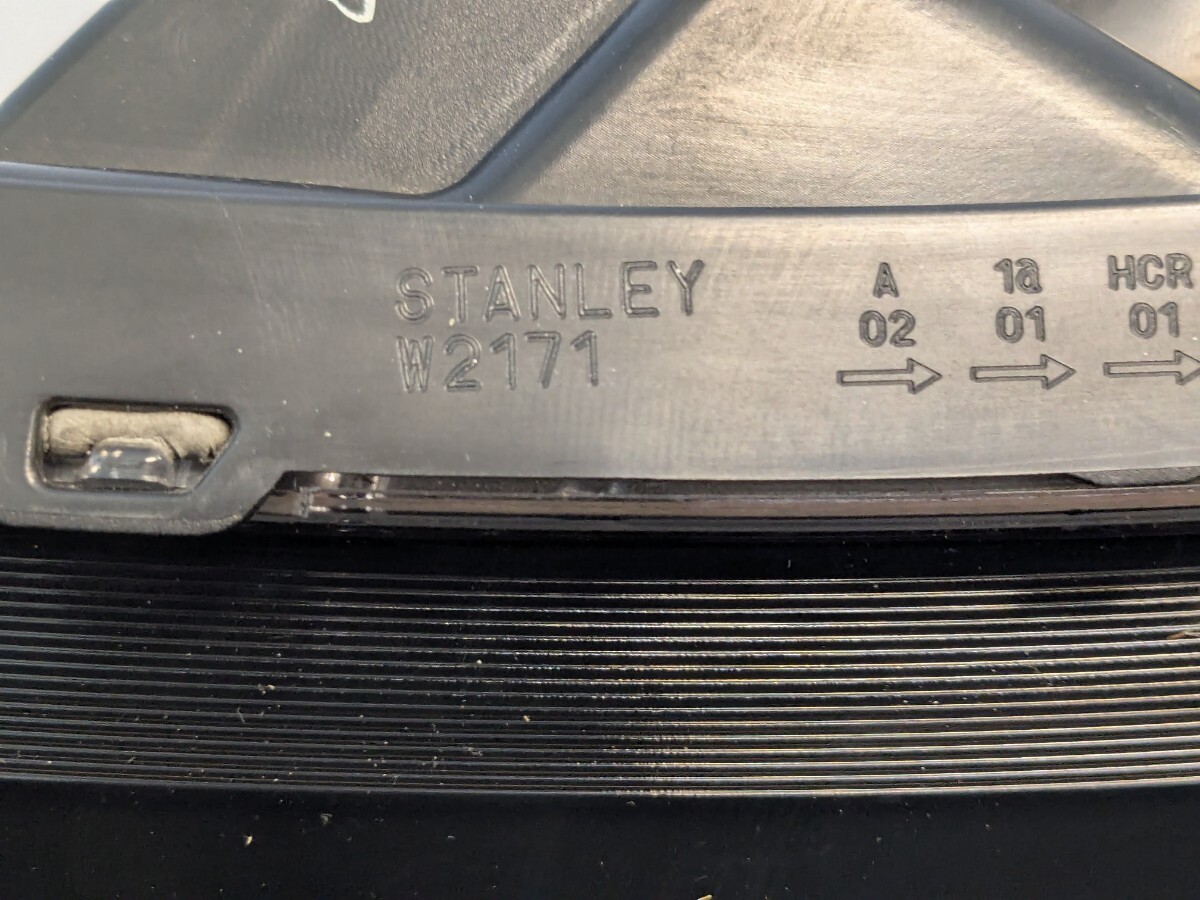 STANLEY
W2171
A 1a HCR
02 01 01